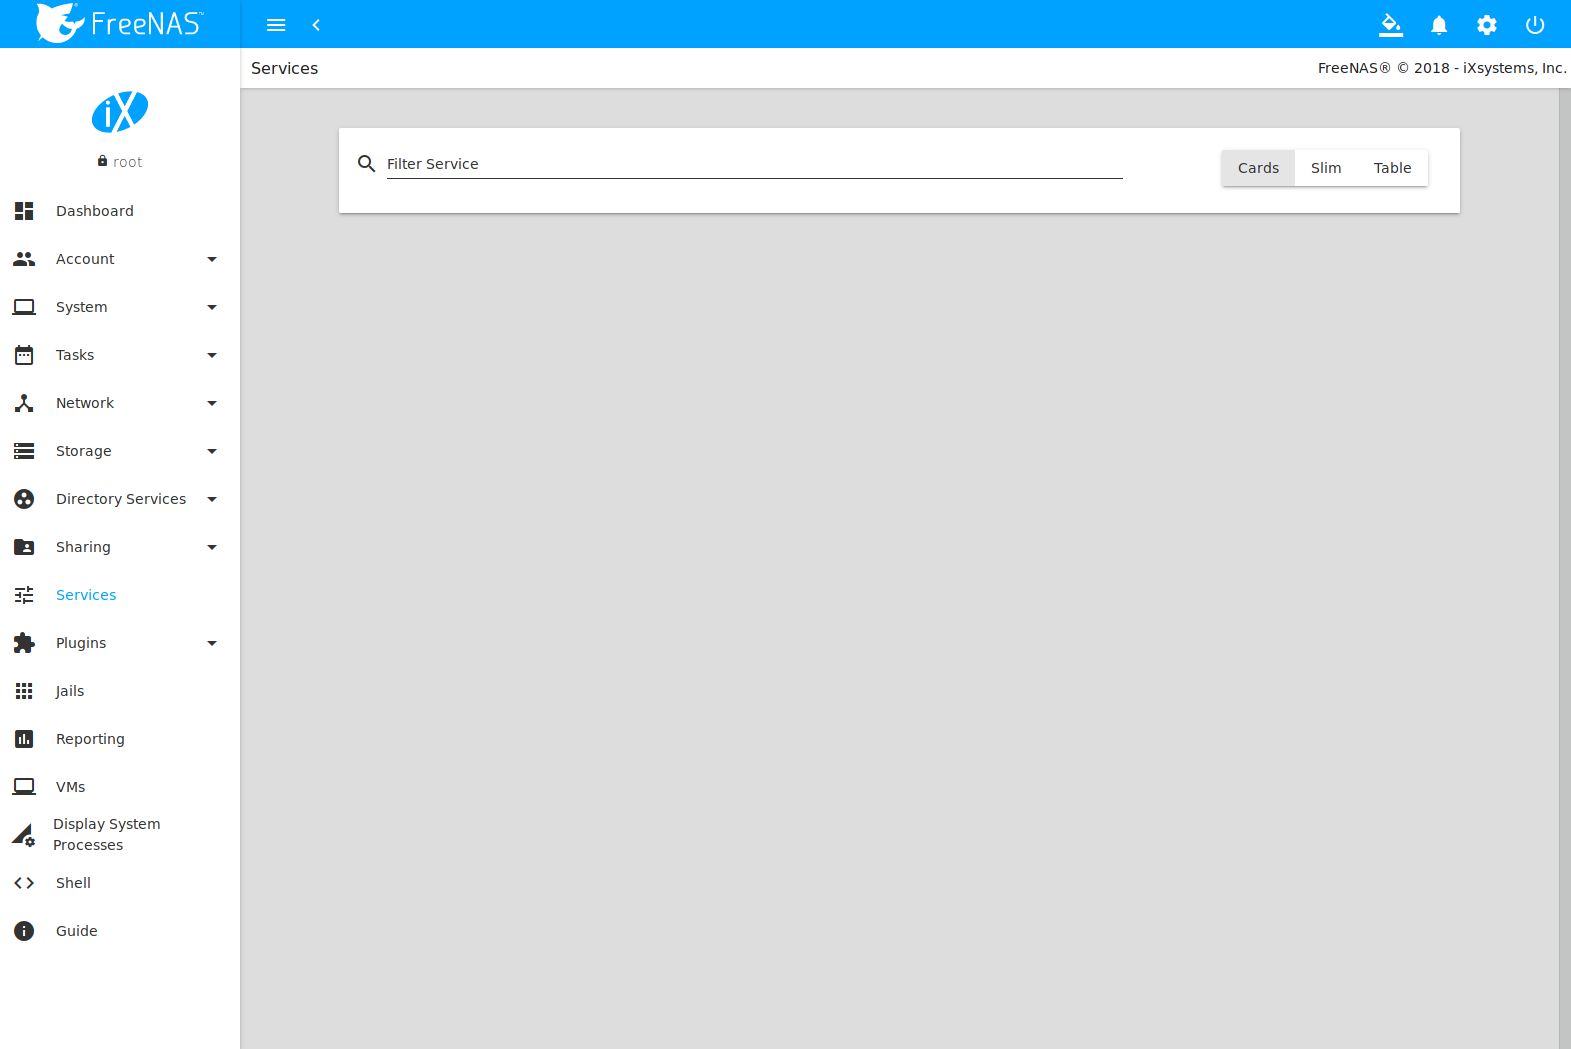 FreeNAS™
Services
FreeNAS® © 2018 - iXsystems, Inc.
iX
root
Filter Service
Cards
Slim
Table
Dashboard
Account
System
Tasks
Network
Storage
Directory Services
Sharing
Services
Plugins
Jails
Reporting
VMs
Display System
Processes
Shell
Guide